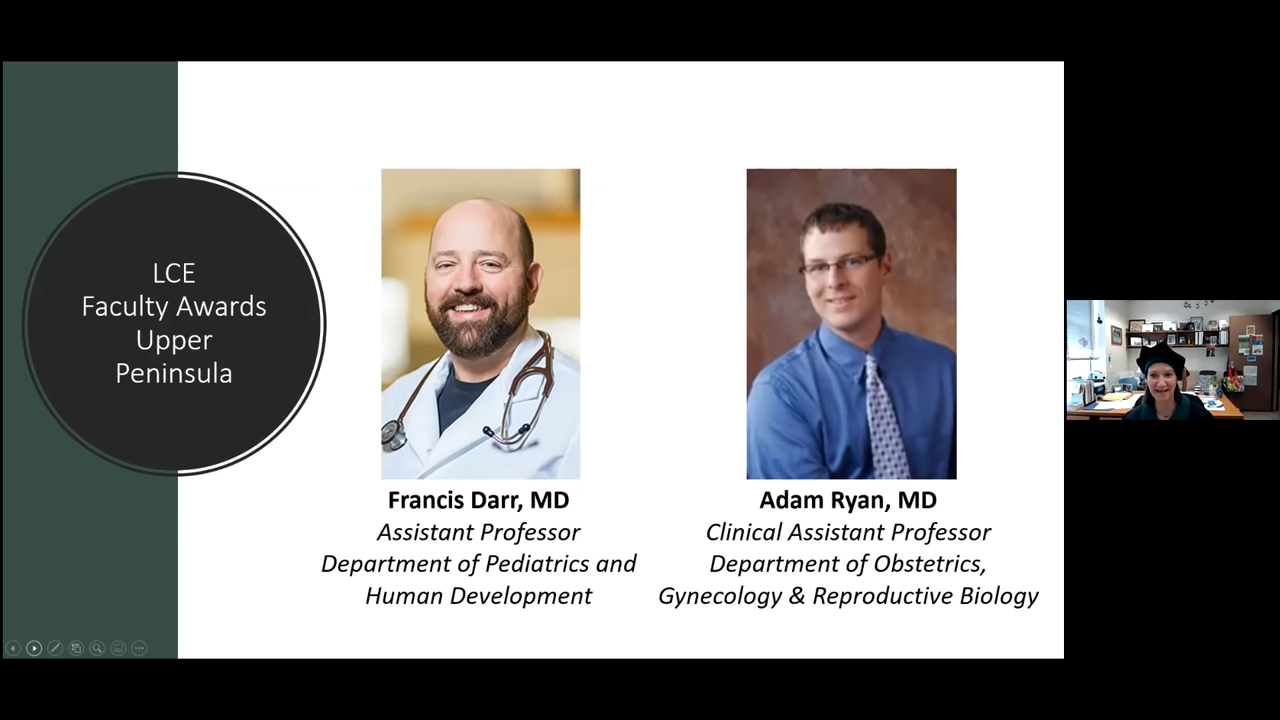 LCE
Faculty Awards
Upper
Peninsula
Francis Darr, MD
Assistant Professor
Department of Pediatrics and
Human Development
Adam Ryan, MD
Clinical Assistant Professor
Department of Obstetrics,
Gynecology & Reproductive Biology